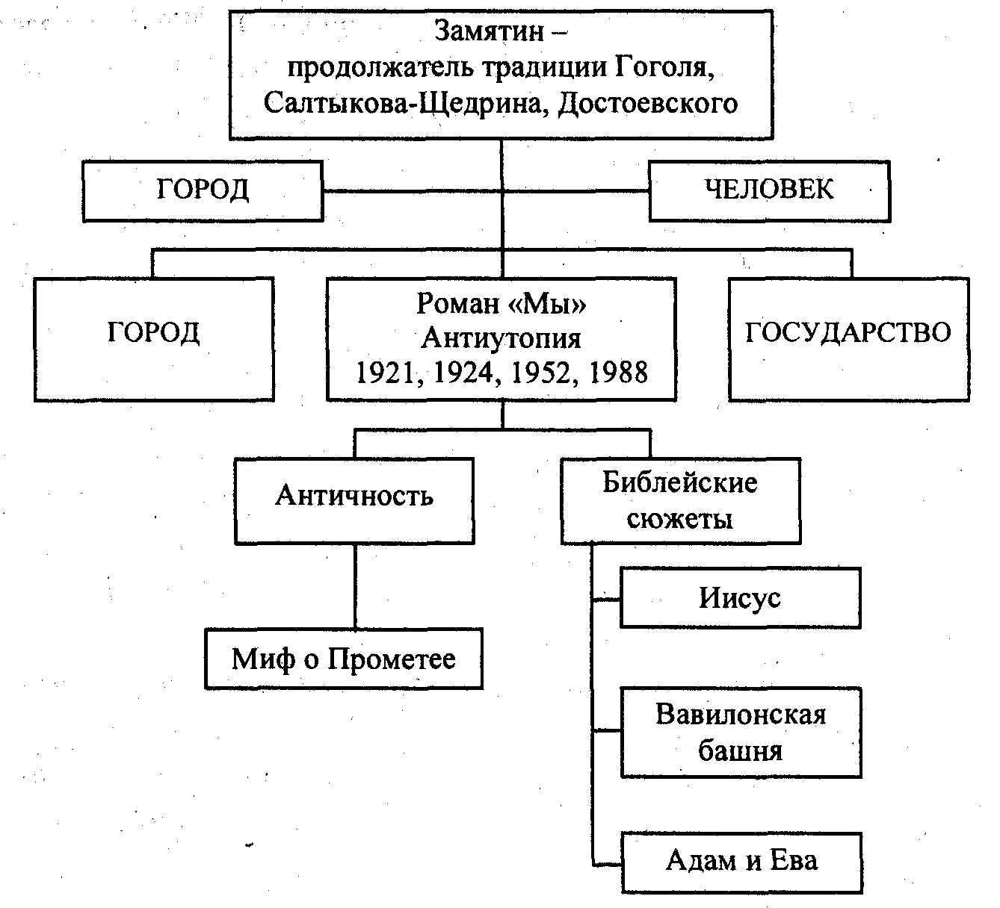 Замятин –
продолжатель традиции Гоголя,
Салтыкова-Щедрина, Достоевского
ГОРОД
ЧЕЛОВЕК
ГОРОД
Роман «Мы»
Антиутопия
1921, 1924, 1952, 1988
ГОСУДАРСТВО
Античность
Библейские
сюжеты
Иисус
Миф о Прометее
Вавилонская
башня
Адам и Ева